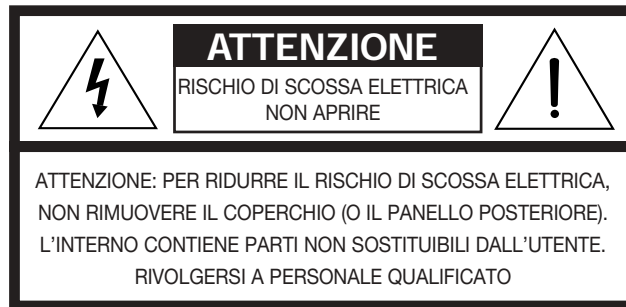 ATTENZIONE
RISCHIO DI SCOSSA ELETTRICA
NON APRIRE
ATTENZIONE: PER RIDURRE IL RISCHIO DI SCOSSA ELETTRICA,
NON RIMUOVERE IL COPERCHIO (O IL PANELLO POSTERIORE).
L'INTERNO CONTIENE PARTI NON SOSTITUIBILI DALL'UTENTE.
RIVOLGERSI A PERSONALE QUALIFICATO